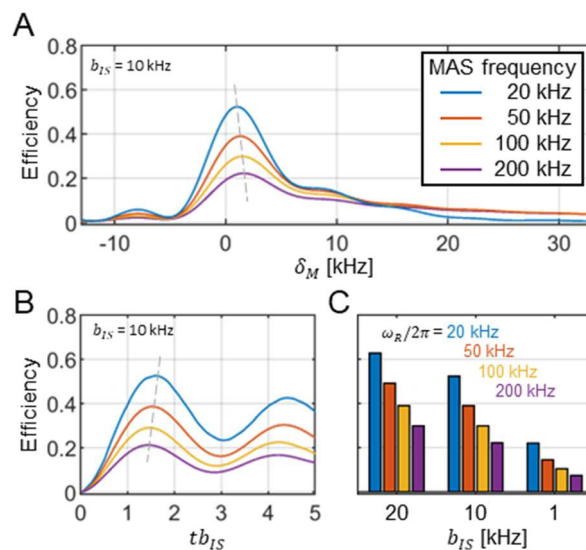 A
0.8
0.6
0.4
0.2
0
Efficiency
b_IS = 10 kHz
MAS frequency
20 kHz
50 kHz
100 kHz
200 kHz
-10 0 10 20 30
δ_M [kHz]
B
0.8
0.6
0.4
0.2
0
Efficiency
b_IS = 10 kHz
0 1 2 3 4 5
tb_IS
C
ω_R/2π = 20 kHz
50 kHz
100 kHz
200 kHz
20 10 1
b_IS [kHz]